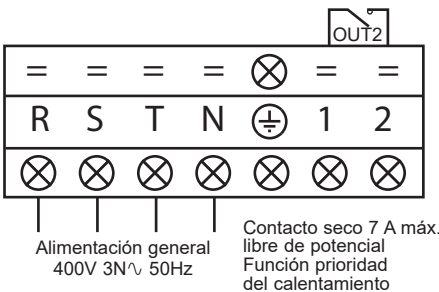 OUT2
= = = = = =
R S T N 1 2
Alimentación general
400V 3N∿ 50Hz
Contacto seco 7 A máx.
libre de potencial
Función prioridad
del calentamiento